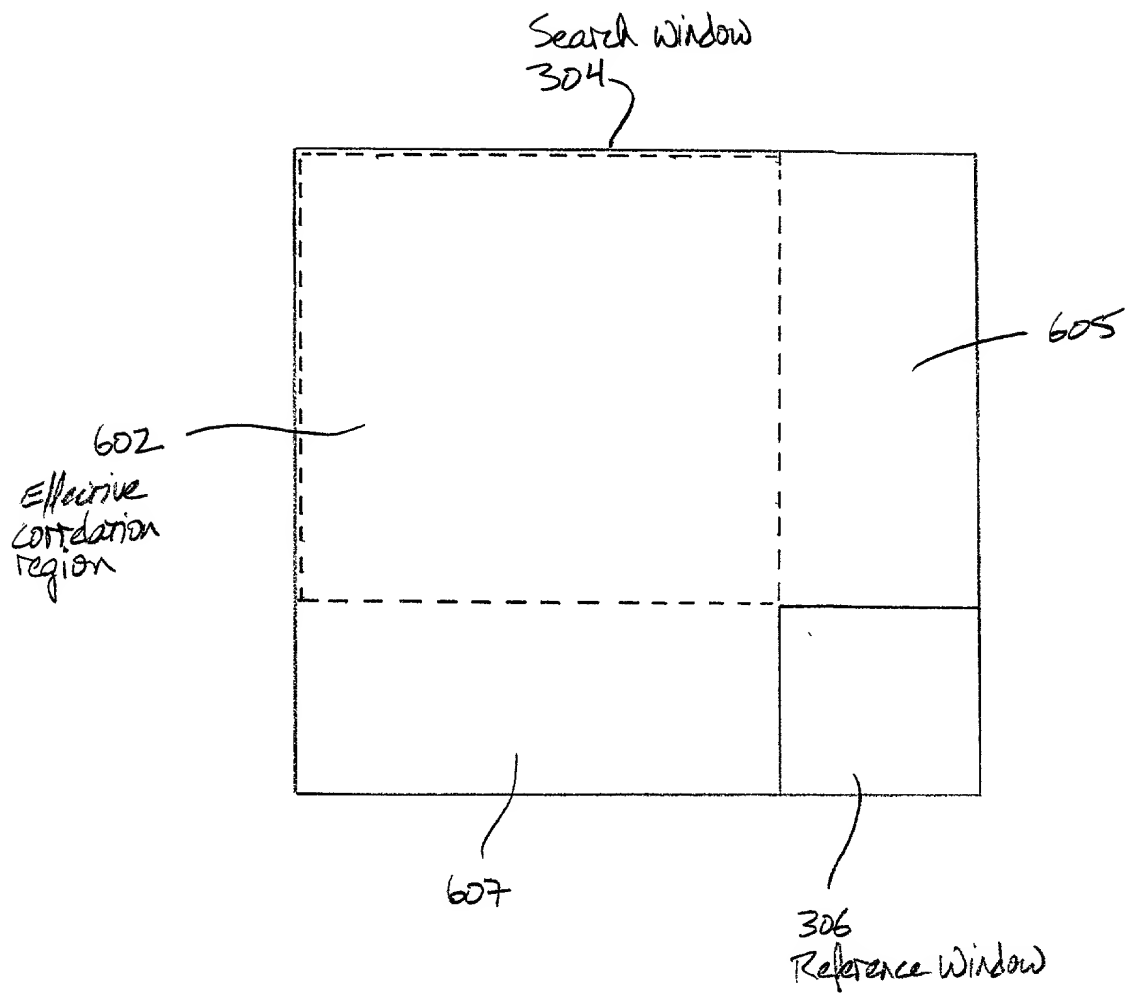 Search Window
304
605
602
Effective
correlation
region
607
306
Reference Window